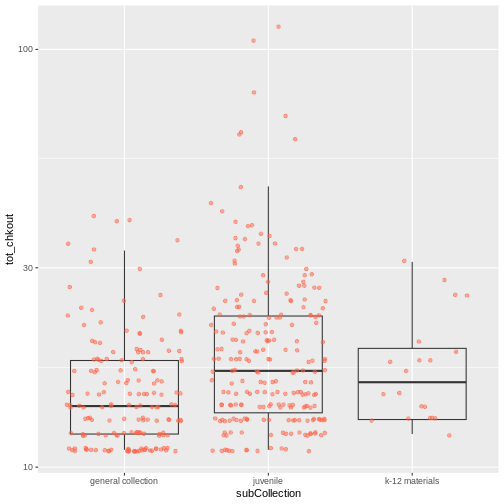 100
30
10
tot_chkout
general collection
juvenile
k-12 materials
subCollection